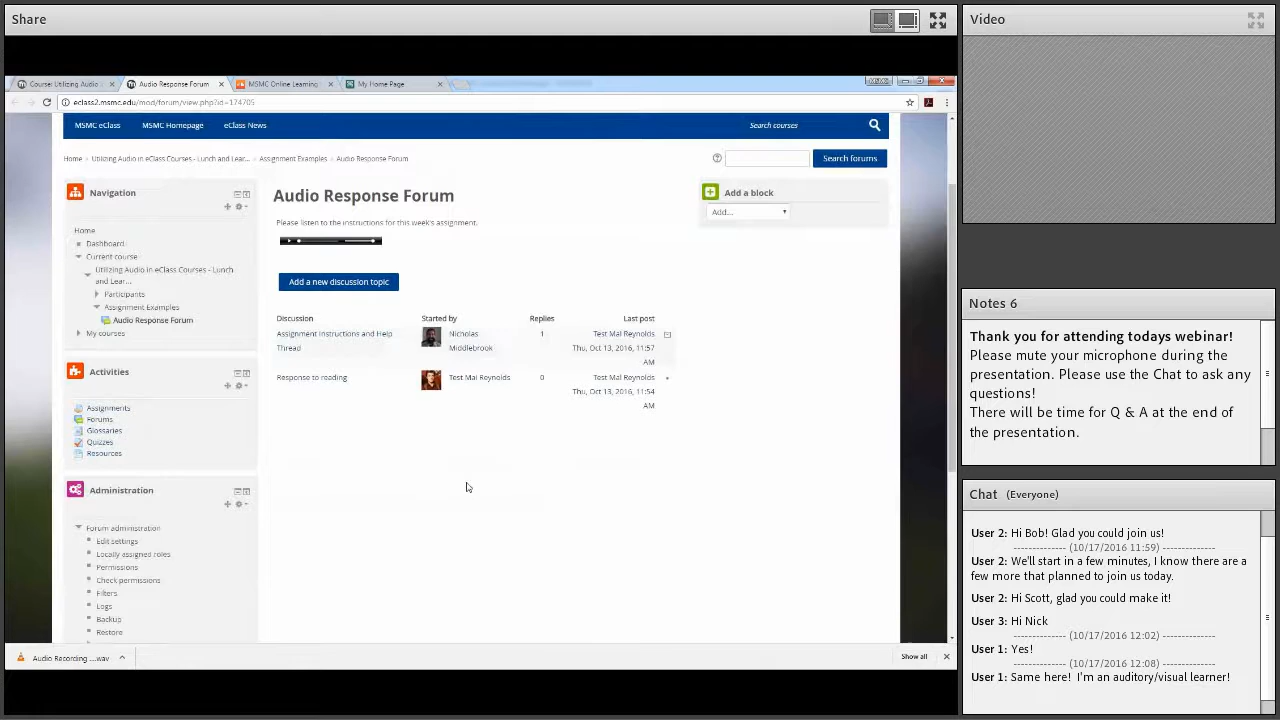 Share
Course: Utilizing Audio
Audio Response Forum
MSMC Online Learning
My Home Page
MSMC
eclass2.msmc.edu/mod/forum/view.php?id=174705
MSMC eClass
MSMC Homepage
eClass News
Search courses
Home
Utilizing Audio in eClass Courses - Lunch and Lear...
Assignment Examples
Audio Response Forum
Search forums
Navigation
Home
Dashboard
Current course
Utilizing Audio in eClass Courses - Lunch
and Lear...
Participants
Assignment Examples
Audio Response Forum
My courses
Activities
Assignments
Forums
Glossaries
Quizzes
Resources
Administration
Forum administration
Edit settings
Locally assigned roles
Permissions
Check permissions
Filters
Logs
Backup
Restore
Audio Response Forum
Please listen to the instructions for this week's assignment.
Add a new discussion topic
Discussion Started by Replies Last post
Assignment Instructions and Help
Thread
Nicholas
Middlebrook
1
Test Mal Reynolds
Thu, Oct 13, 2016, 11:57
AM
Response to reading
Test Mal Reynolds
0
Test Mal Reynolds
Thu, Oct 13, 2016, 11:54
AM
Add a block
Add...
Audio Recording ....wav
Show all
Video
Notes 6
Thank you for attending todays webinar!
Please mute your microphone during the
presentation. Please use the Chat to ask any
questions!
There will be time for Q & A at the end of
the presentation.
Chat (Everyone)
User 2: Hi Bob! Glad you could join us!
------------- (10/17/2016 11:59) -------------
User 2: We'll start in a few minutes, I know there are a
few more that planned to join us today.
User 2: Hi Scott, glad you could make it!
User 3: Hi Nick
------------- (10/17/2016 12:02) -------------
User 1: Yes!
------------- (10/17/2016 12:08) -------------
User 1: Same here! I'm an auditory/visual learner!